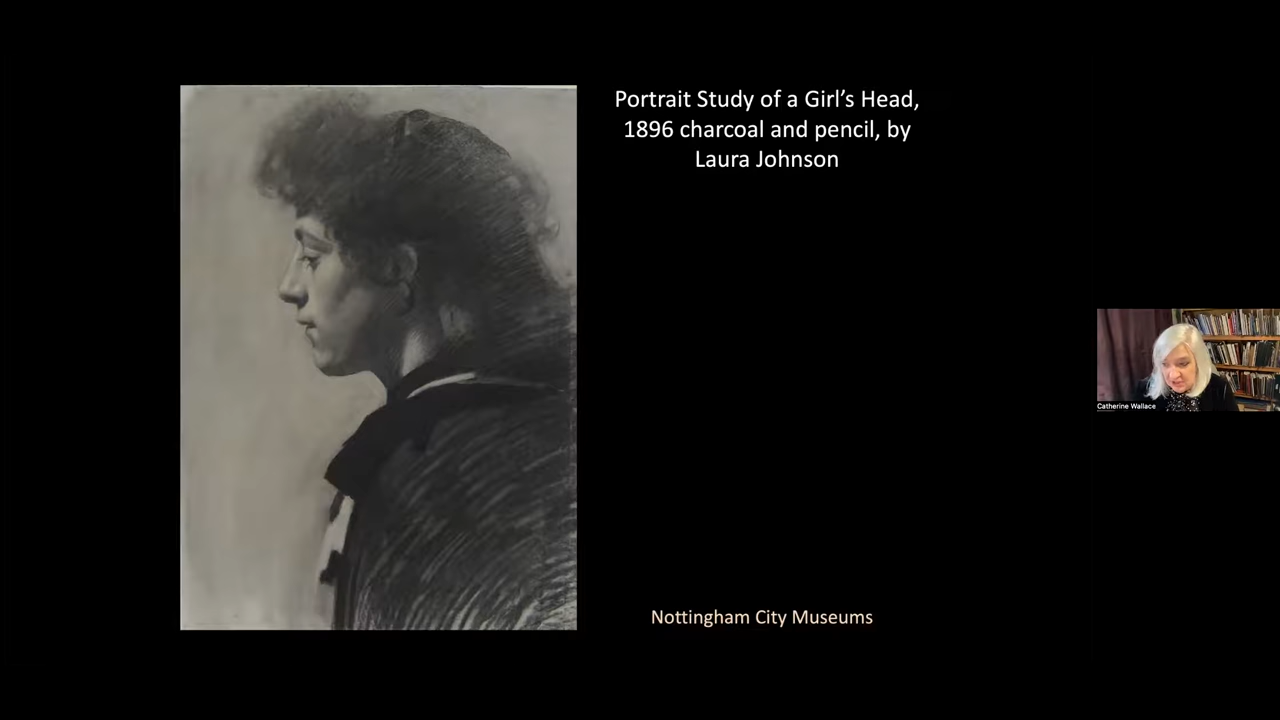 Portrait Study of a Girl’s Head,
1896 charcoal and pencil, by
Laura Johnson
Catherine Wallace
Nottingham City Museums